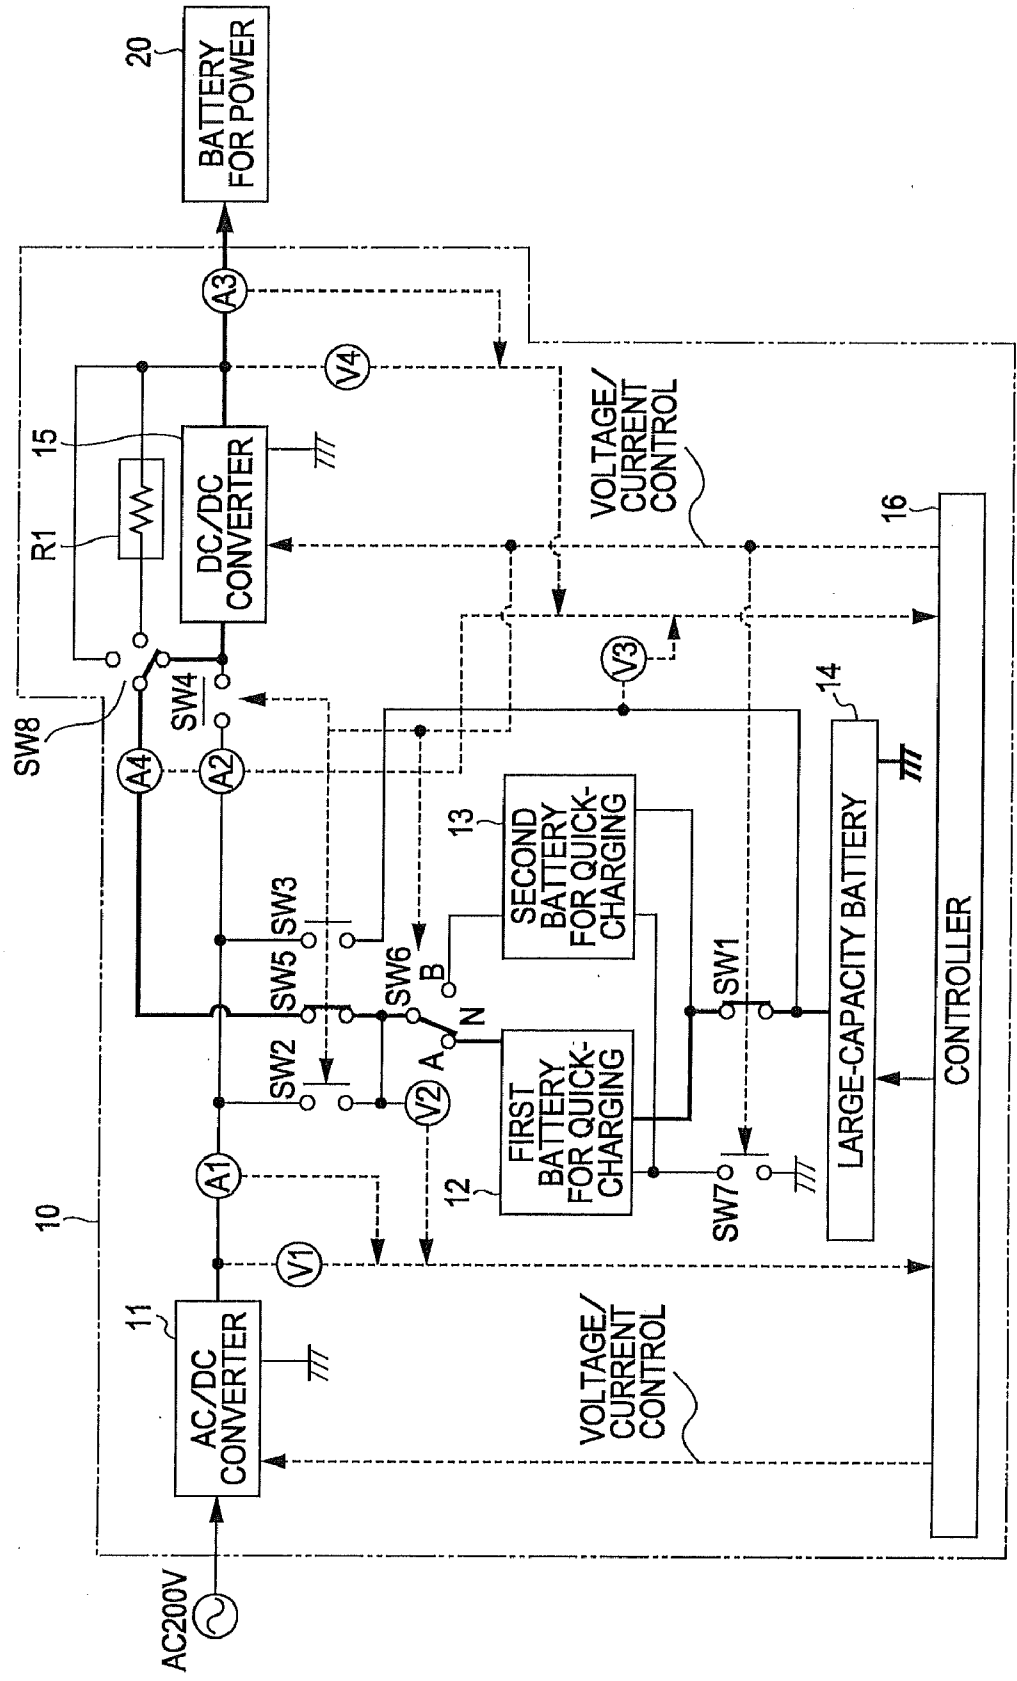 10
AC200V
11
AC/DC
CONVERTER
V1
A1
A4
A2
SW8
SW4
R1
15
DC/DC
CONVERTER
A3
V4
20
BATTERY
FOR POWER
SW2
SW5
SW3
V2
SW6
A
N
B
12
FIRST
BATTERY
FOR QUICK-
CHARGING
13
SECOND
BATTERY
FOR QUICK-
CHARGING
V3
SW7
SW1
VOLTAGE/
CURRENT
CONTROL
VOLTAGE/
CURRENT
CONTROL
14
LARGE-CAPACITY BATTERY
16
CONTROLLER